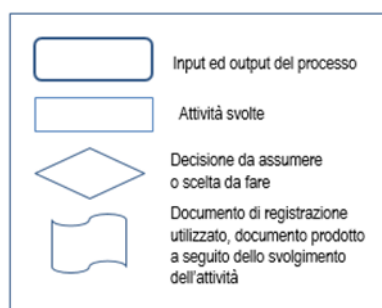 Input ed output del processo
Attività svolte
Decisione da assumere
o scelta da fare
Documento di registrazione
utilizzato, documento prodotto
a seguito dello svolgimento
dell'attività